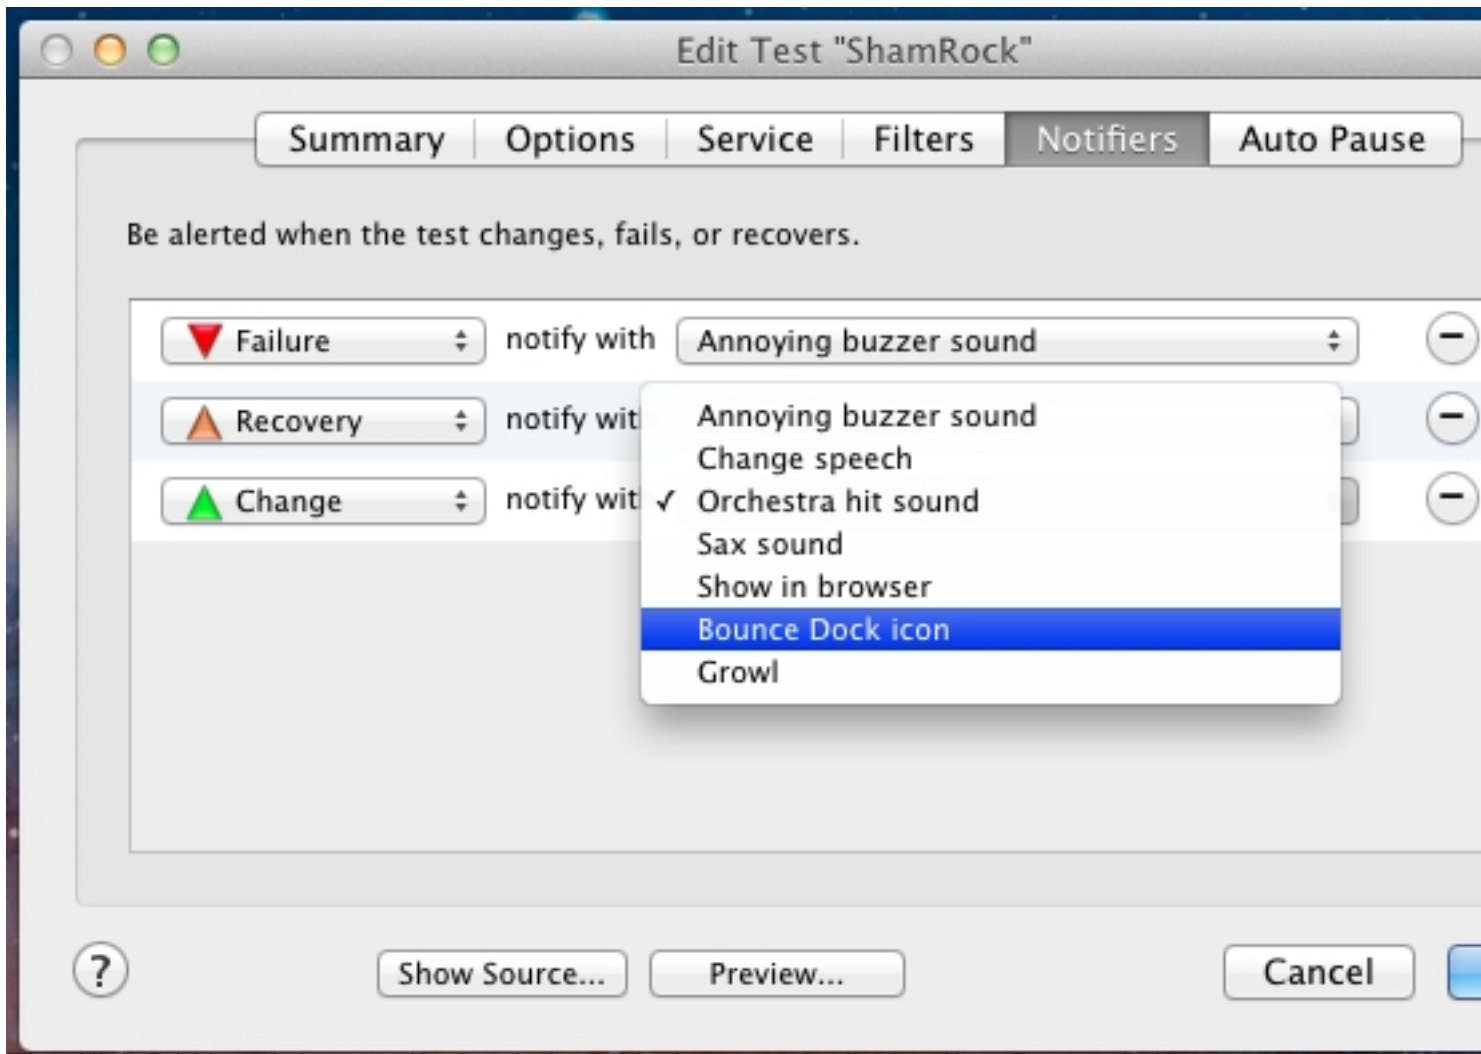 Edit Test "ShamRock"
Summary Options Service Filters Notifiers Auto Pause
Be alerted when the test changes, fails, or recovers.
Failure notify with Annoying buzzer sound
Recovery notify wit
Change notify wit
Annoying buzzer sound
Change speech
✓ Orchestra hit sound
Sax sound
Show in browser
Bounce Dock icon
Growl
? Show Source... Preview... Cancel